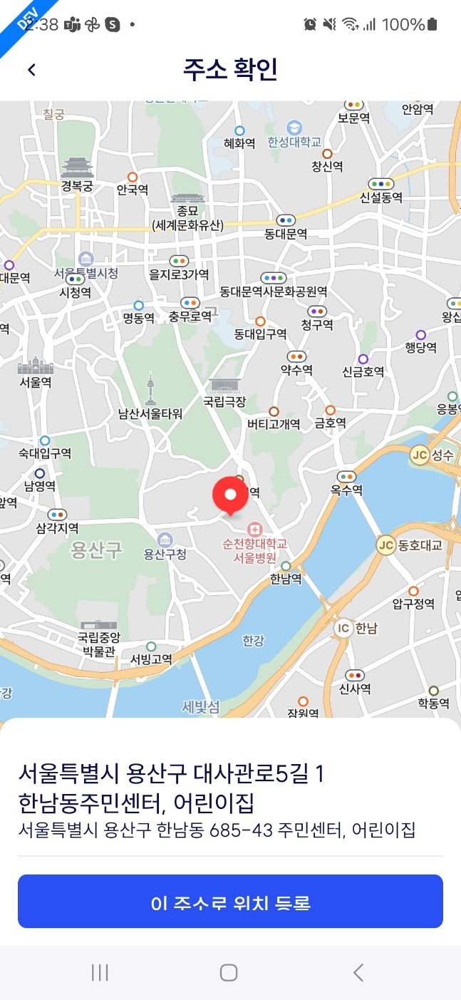 DEV
:38
100%
주소 확인
칠궁
보문역
안암역
혜화역
한성대학교
창신역
경복궁
안국역
신설동역
종묘
(세계문화유산)
동대문역
대문역
서울특별시청
을지로3가역
시청역
동대문역사문화공원역
명동역
충무로역
청구역
왕십
역
동대입구역
행당역
약수역
신금호역
서울역
국립극장
남산서울타워
버티고개역
금호역
응봉역
숙대입구역
JC 성수
남영역
역
옥수역
앞역
삼각지역
순천향대학교
서울병원
용산구
용산구청
JC 동호대교
역
한남역
압구정역
IC 한남
국립중앙
박물관
한강
서빙고역
신사역
강
세빛섬
잠원역
학동역
서울특별시 용산구 대사관로5길 1
한남동주민센터, 어린이집
서울특별시 용산구 한남동 685-43 주민센터, 어린이집
이 주소로 위치 등록